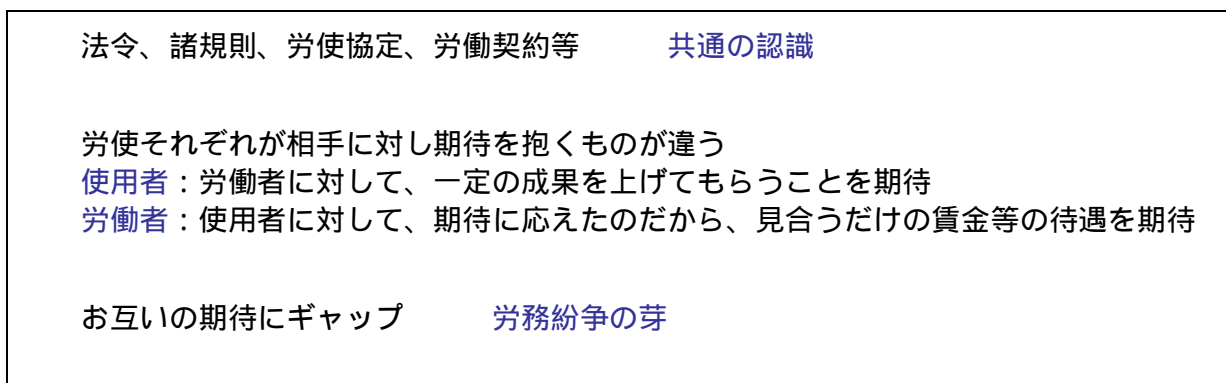 法令、諸規則、労使協定、労働契約等　　共通の認識
労使それぞれが相手に対し期待を抱くものが違う
使用者：労働者に対して、一定の成果を上げてもらうことを期待
労働者：使用者に対して、期待に応えたのだから、見合うだけの賃金等の待遇を期待
お互いの期待にギャップ　　労務紛争の芽